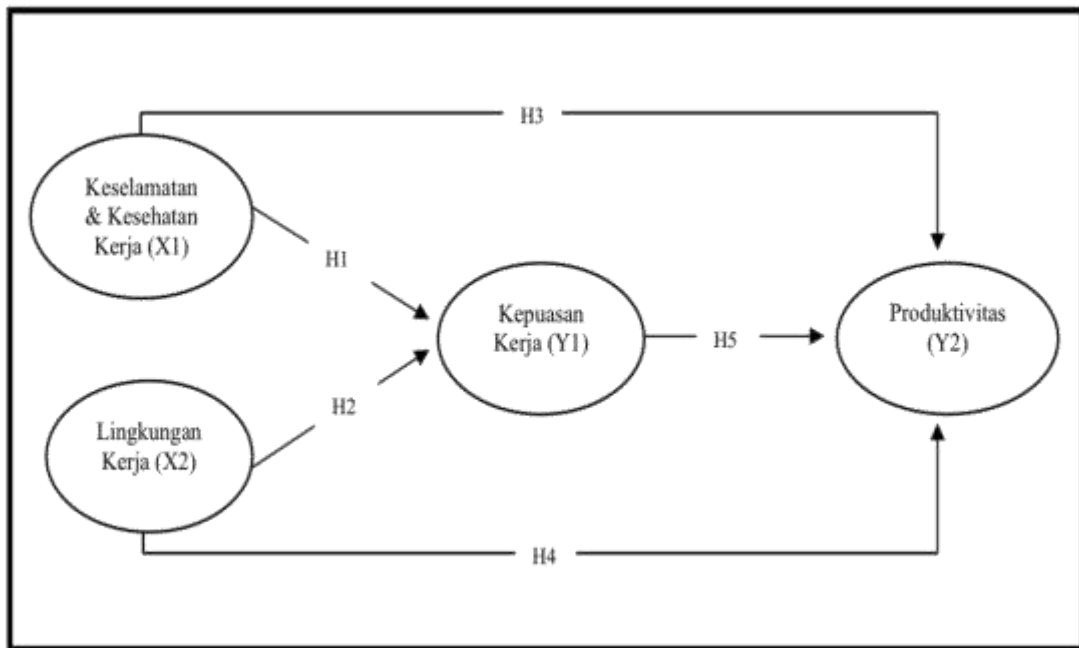 H3
Keselamatan
& Kesehatan
Kerja (X1)
H1
Kepuasan
Kerja (Y1)
H5
Produktivitas
(Y2)
H2
Lingkungan
Kerja (X2)
H4